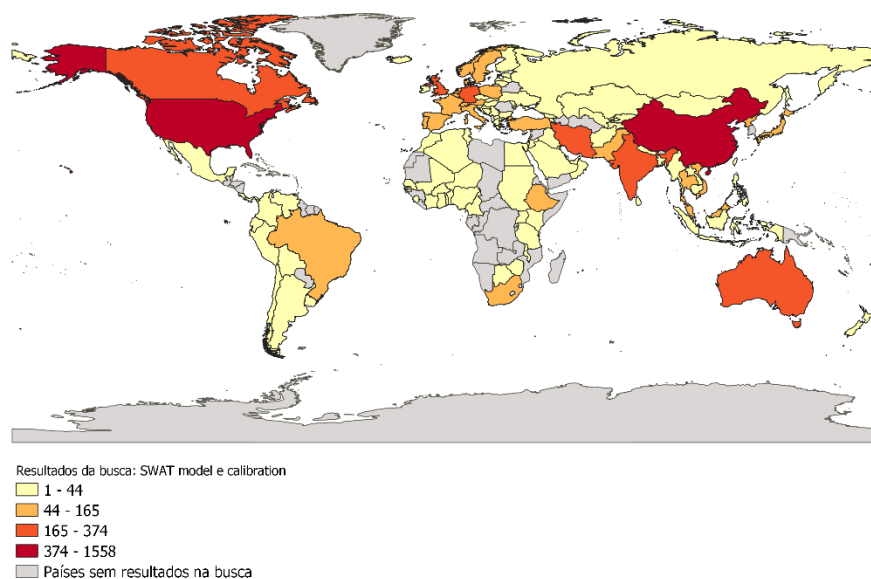 Resultados da busca: SWAT model e calibration
1 - 44
44 - 165
165 - 374
374 - 1558
Países sem resultados na busca